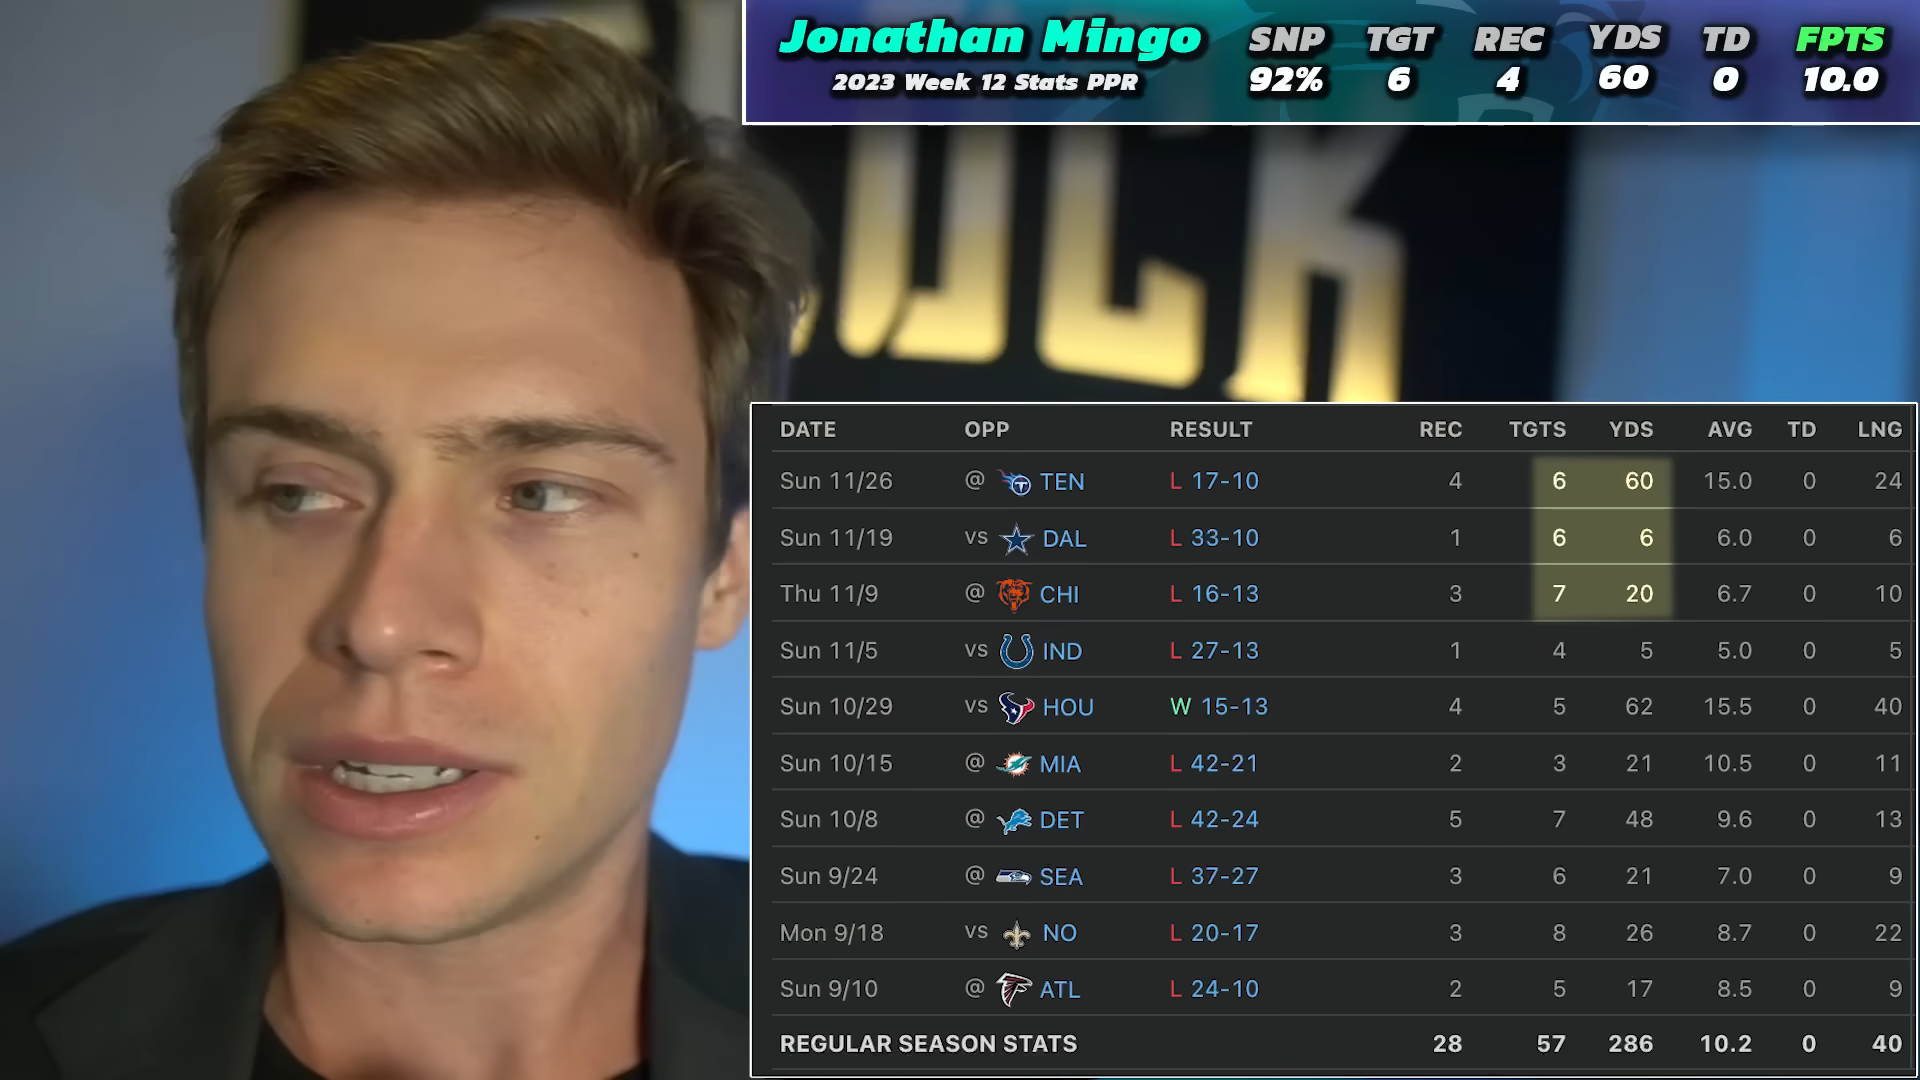 Jonathan Mingo SNP TGT REC YDS TD FPTS
2023 Week 12 Stats PPR 92% 6 4 60 0 10.0
DATE OPP RESULT REC TGTS YDS AVG TD LNG
Sun 11/26 @ TEN L 17-10 4 6 60 15.0 0 24
Sun 11/19 vs DAL L 33-10 1 6 6 6.0 0 6
Thu 11/9 @ CHI L 16-13 3 7 20 6.7 0 10
Sun 11/5 vs IND L 27-13 1 4 5 5.0 0 5
Sun 10/29 vs HOU W 15-13 4 5 62 15.5 0 40
Sun 10/15 @ MIA L 42-21 2 3 21 10.5 0 11
Sun 10/8 @ DET L 42-24 5 7 48 9.6 0 13
Sun 9/24 @ SEA L 37-27 3 6 21 7.0 0 9
Mon 9/18 vs NO L 20-17 3 8 26 8.7 0 22
Sun 9/10 @ ATL L 24-10 2 5 17 8.5 0 9
REGULAR SEASON STATS 28 57 286 10.2 0 40